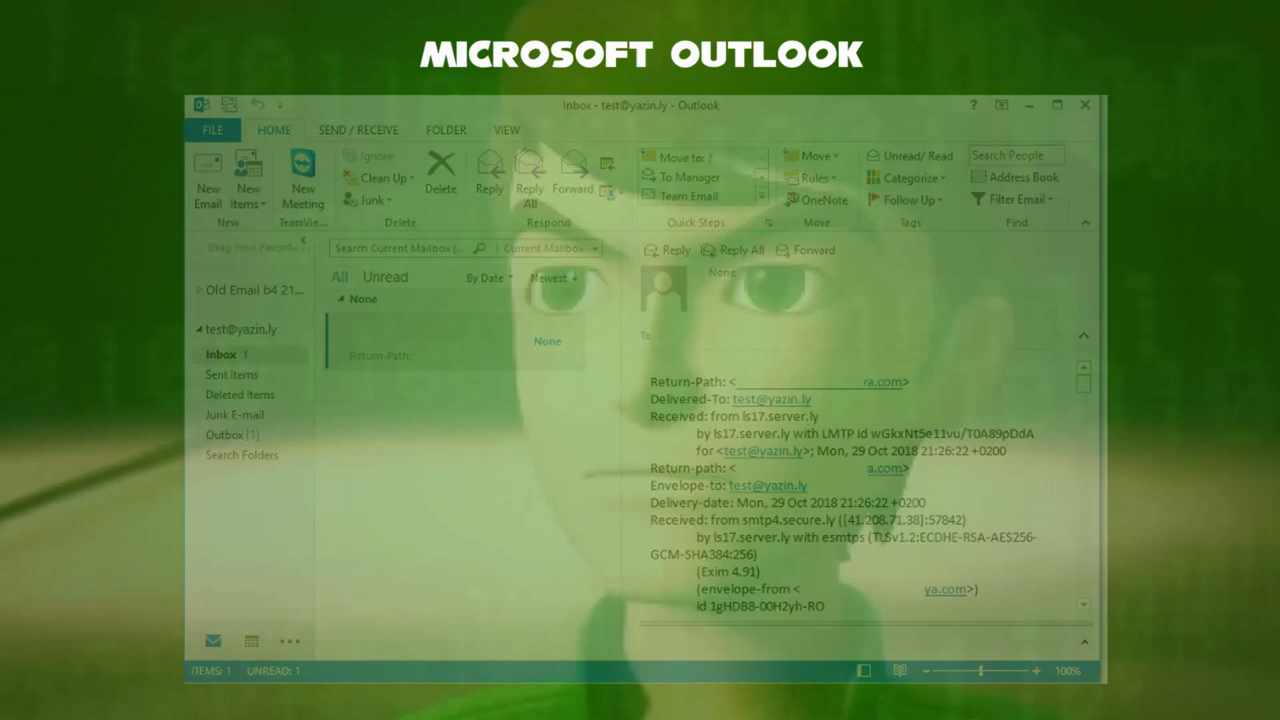 MICROSOFT OUTLOOK
Inbox - test@yazin.ly - Outlook
FILE HOME SEND / RECEIVE FOLDER VIEW
New Email
New Items
New Meeting
Ignore
Clean Up
Junk
Delete
Reply
Reply All
Forward
Move to: ?
To Manager
Team Email
Move
Rules
OneNote
Unread/ Read
Categorize
Follow Up
Search People
Address Book
Filter Email
New TeamVie... Delete Respond Quick Steps Move Tags Find
Drag Your Favorit
Old Email b4 21...
test@yazin.ly
Inbox 1
Sent Items
Deleted Items
Junk E-mail
Outbox [1]
Search Folders
Search Current Mailbox (... Current Mailbox
All Unread By Date Newest
None
None
Return-Path:
Reply Reply All Forward
None
To
Return-Path: < ra.com>
Delivered-To: test@yazin.ly
Received: from ls17.server.ly
by ls17.server.ly with LMTP id wGkxNt5e11vu/T0A89pDdA
for <test@yazin.ly>; Mon, 29 Oct 2018 21:26:22 +0200
Return-path: < a.com>
Envelope-to: test@yazin.ly
Delivery-date: Mon, 29 Oct 2018 21:26:22 +0200
Received: from smtp4.secure.ly ([41.208.71.38]:57842)
by ls17.server.ly with esmtps (TLSv1.2:ECDHE-RSA-AES256-
GCM-SHA384:256)
(Exim 4.91)
(envelope-from < ya.com>)
id 1gHDB8-00H2yh-RO
ITEMS: 1 UNREAD: 1 100%